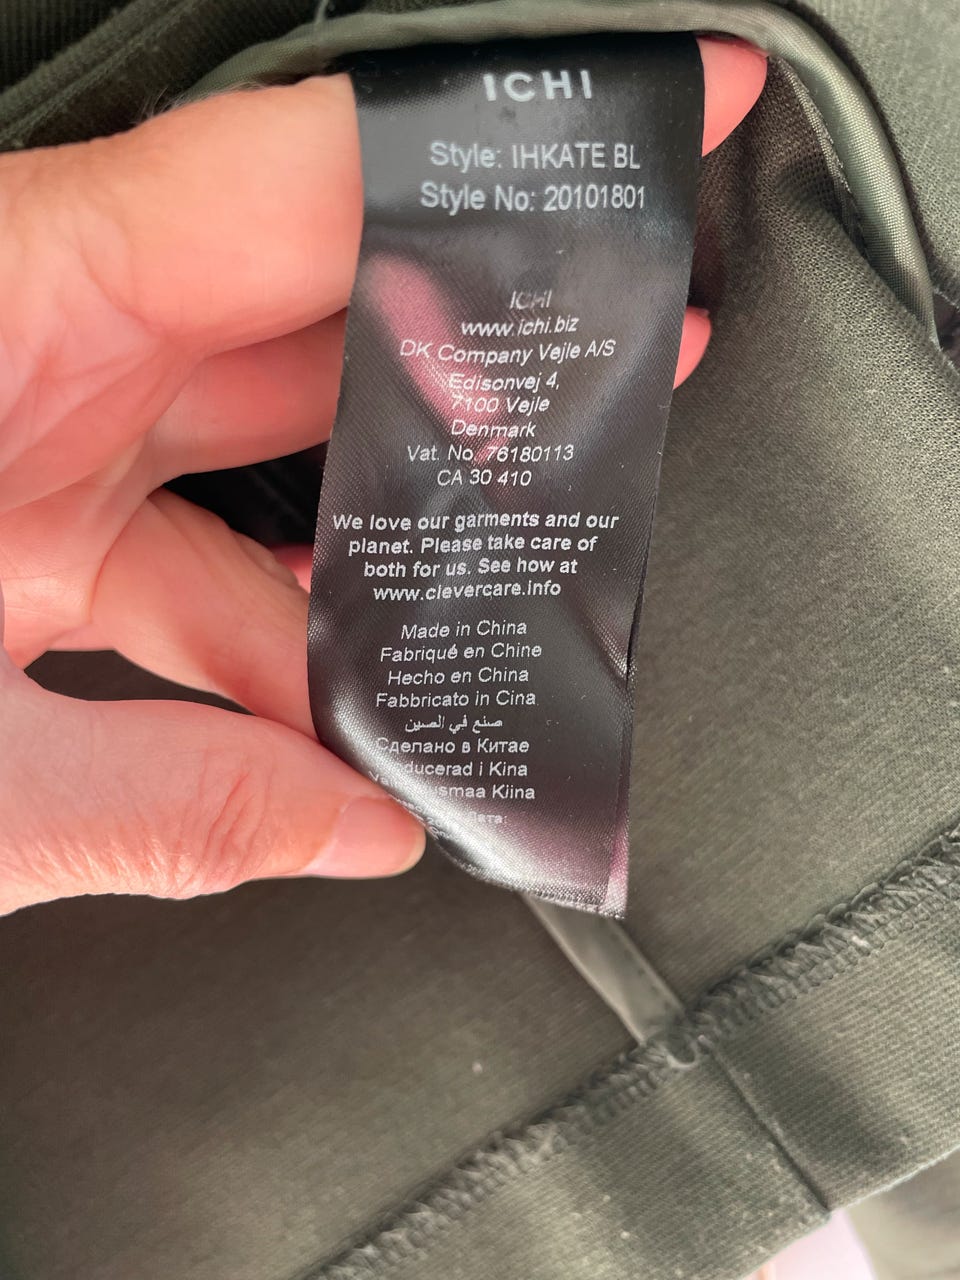 ICHI
Style: IHKATE BL
Style No: 20101801
ICHI
www.ichi.biz
DK Company Vejle A/S
Edisonvej 4,
7100 Vejle
Denmark
Vat. No. 76180113
CA 30 410
We love our garments and our
planet. Please take care of
both for us. See how at
www.clevercare.info
Made in China
Fabriqué en Chine
Hecho en China
Fabbricato in Cina
صنع في الصين
Сделано в Китае
i Kina
Kiina
Дата: